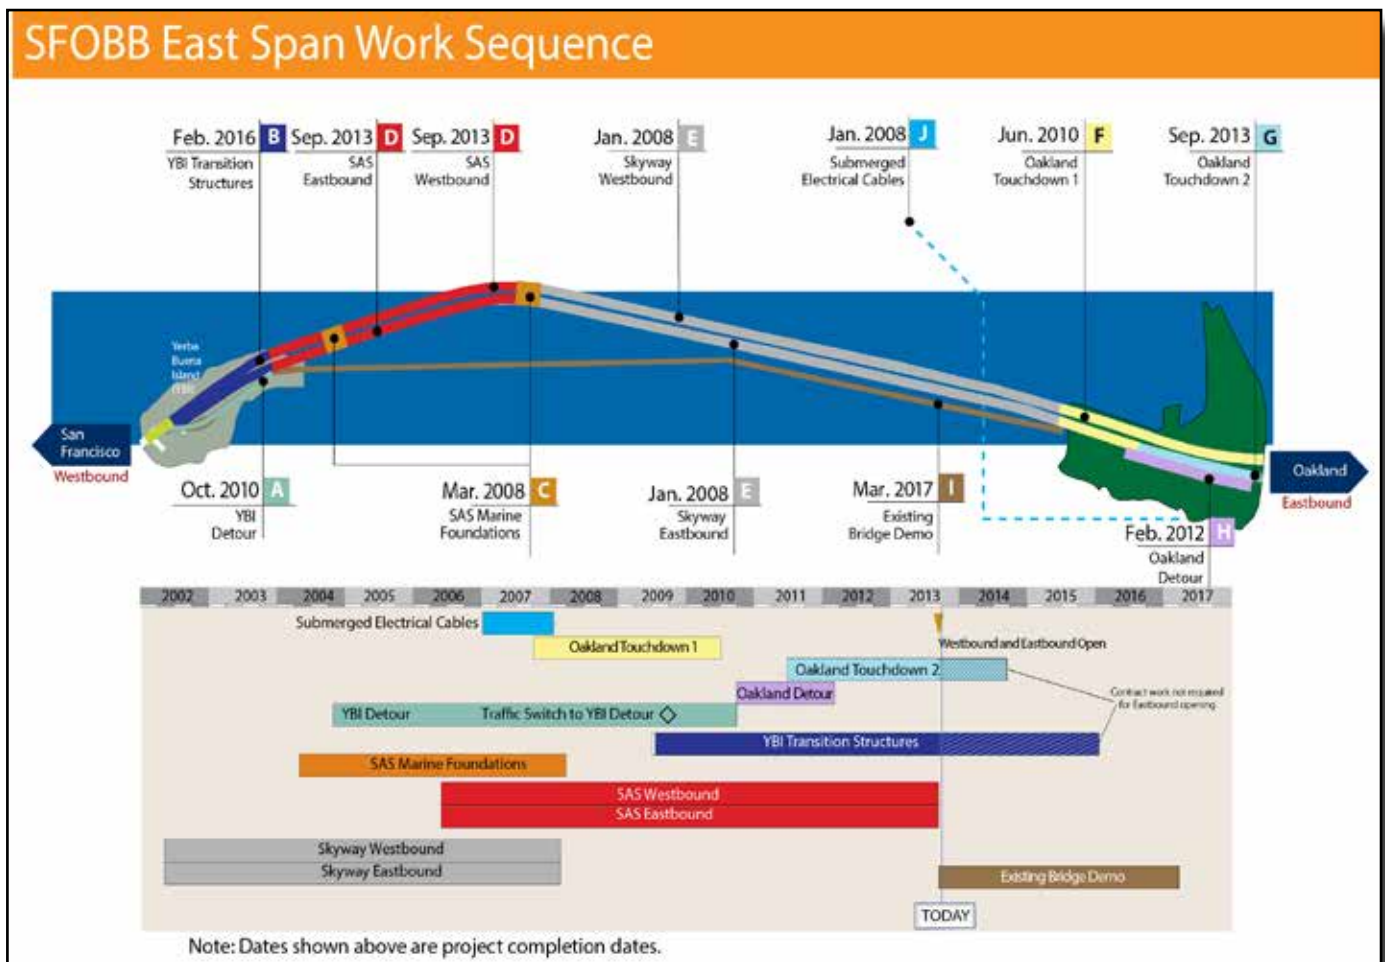 SFOBB East Span Work Sequence
Feb. 2016 B
YBI Transition
Structures
Sep. 2013 D
SAS
Eastbound
Sep. 2013 D
SAS
Westbound
Jan. 2008 E
Skyway
Westbound
Jan. 2008 J
Submerged
Electrical Cables
Jun. 2010 F
Oakland
Touchdown 1
Sep. 2013 G
Oakland
Touchdown 2
Yerba
Buena
Island
San
Francisco
Westbound
Oakland
Eastbound
Oct. 2010 A
YBI
Detour
Mar. 2008 C
SAS Marine
Foundations
Jan. 2008 E
Skyway
Eastbound
Mar. 2017 I
Existing
Bridge Demo
Feb. 2012 H
Oakland
Detour
2002 2003 2004 2005 2006 2007 2008 2009 2010 2011 2012 2013 2014 2015 2016 2017
Submerged Electrical Cables
Oakland Touchdown 1
Westbound and Eastbound Open
Oakland Touchdown 2
Oakland Detour
Contract work not required
for Eastbound opening
YBI Detour
Traffic Switch to YBI Detour
YBI Transition Structures
SAS Marine Foundations
SAS Westbound
SAS Eastbound
Skyway Westbound
Skyway Eastbound
Existing Bridge Demo
TODAY
Note: Dates shown above are project completion dates.